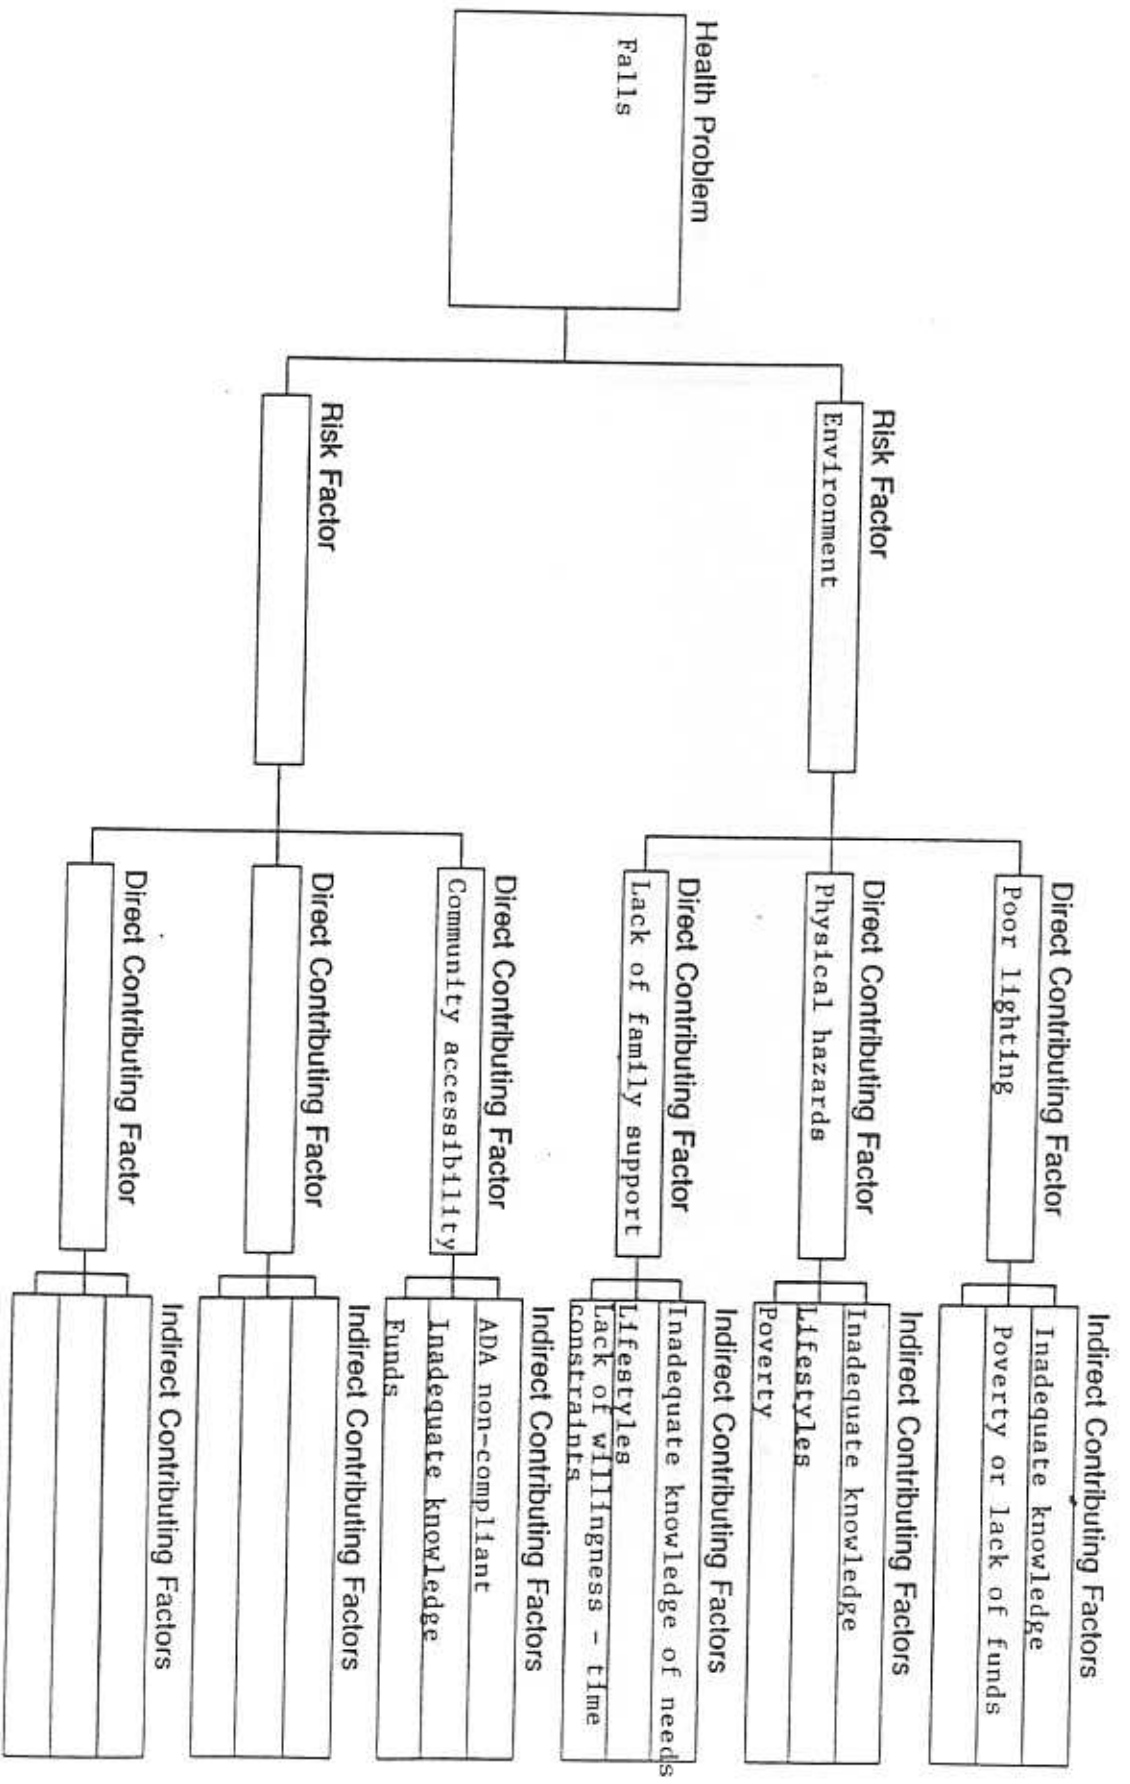 Health Problem
Falls
Risk Factor
Environment
Direct Contributing Factor
Poor lighting
Indirect Contributing Factors
Inadequate knowledge
Poverty or lack of funds
Direct Contributing Factor
Physical hazards
Indirect Contributing Factors
Inadequate knowledge
Lifestyles
Poverty
Direct Contributing Factor
Lack of family support
Indirect Contributing Factors
Inadequate knowledge of needs
Lifestyles
Lack of willingness - time
constraints
Risk Factor
Direct Contributing Factor
Community accessibility
Indirect Contributing Factors
ADA non-compliant
Inadequate knowledge
Funds
Direct Contributing Factor
Indirect Contributing Factors
Direct Contributing Factor
Indirect Contributing Factors